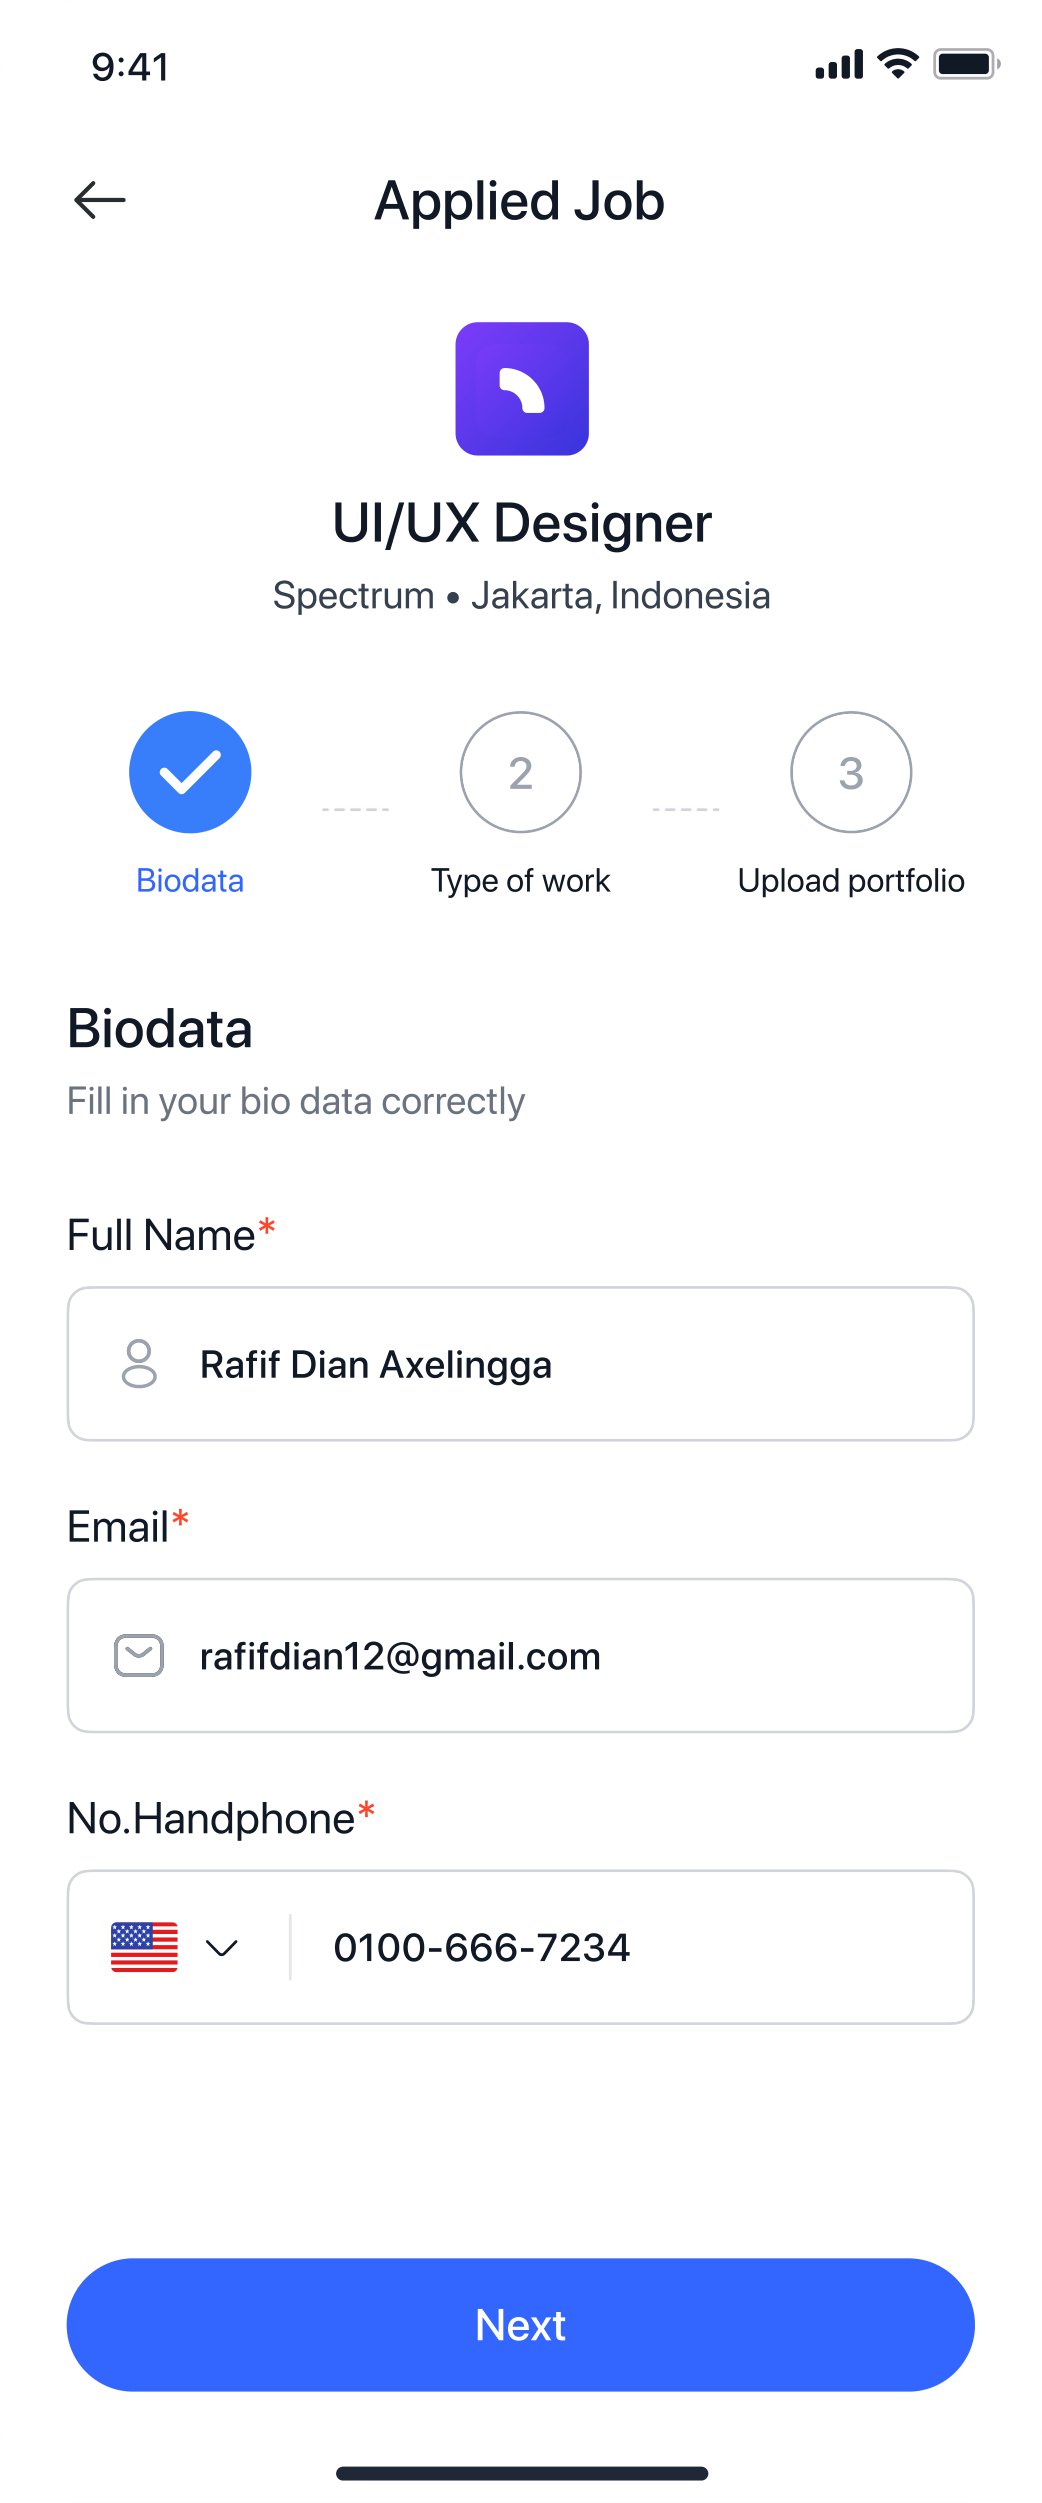 9:41
Applied Job
UI/UX Designer
Spectrum • Jakarta, Indonesia
2
3
Biodata
Type of work
Upload portfolio
Biodata
Fill in your bio data correctly
Full Name*
Rafif Dian Axelingga
Email*
rafifdian12@gmail.com
No.Handphone*
0100-666-7234
Next